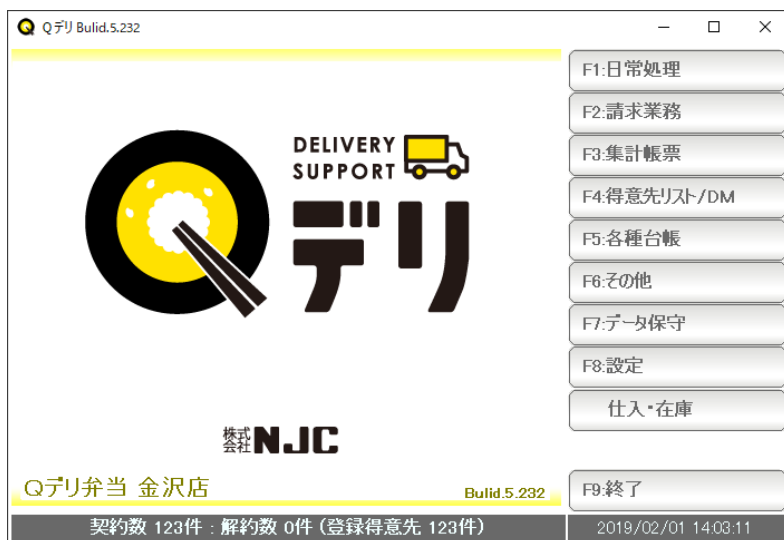 Qデリ Bulid.5.232
F1:日常処理
F2:請求業務
F3:集計帳票
F4:得意先リスト/DM
F5:各種台帳
F6:その他
F7:データ保守
F8:設定
仕入・在庫
F9:終了
DELIVERY
SUPPORT
Qデリ
株式会社NJC
Qデリ弁当 金沢店
Bulid.5.232
契約数 123件 : 解約数 0件 (登録得意先 123件)
2019/02/01 14:03:11